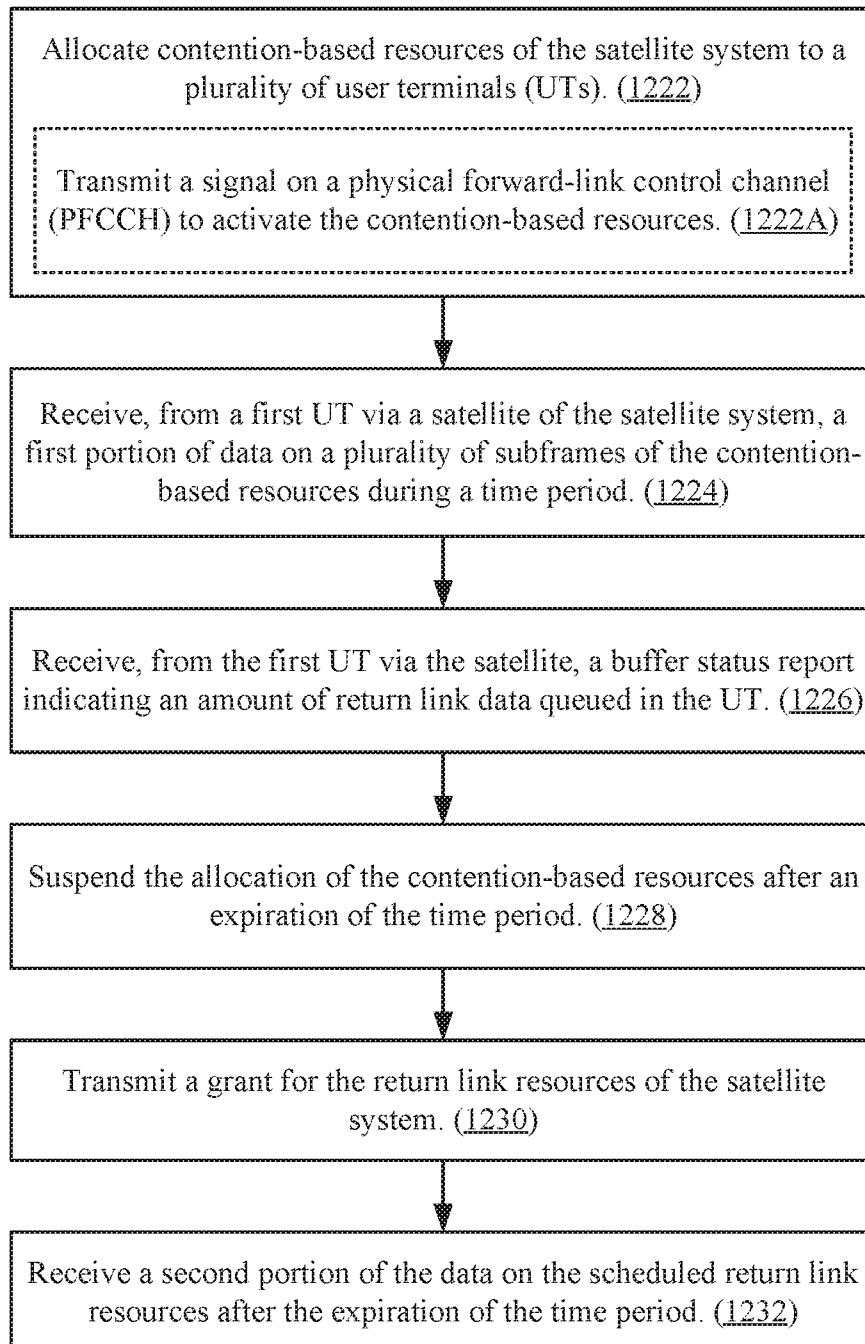 Allocate contention-based resources of the satellite system to a
plurality of user terminals (UTs). (1222)
Transmit a signal on a physical forward-link control channel
(PFCCH) to activate the contention-based resources. (1222A)
Receive, from a first UT via a satellite of the satellite system, a
first portion of data on a plurality of subframes of the contention-
based resources during a time period. (1224)
Receive, from the first UT via the satellite, a buffer status report
indicating an amount of return link data queued in the UT. (1226)
Suspend the allocation of the contention-based resources after an
expiration of the time period. (1228)
Transmit a grant for the return link resources of the satellite
system. (1230)
Receive a second portion of the data on the scheduled return link
resources after the expiration of the time period. (1232)